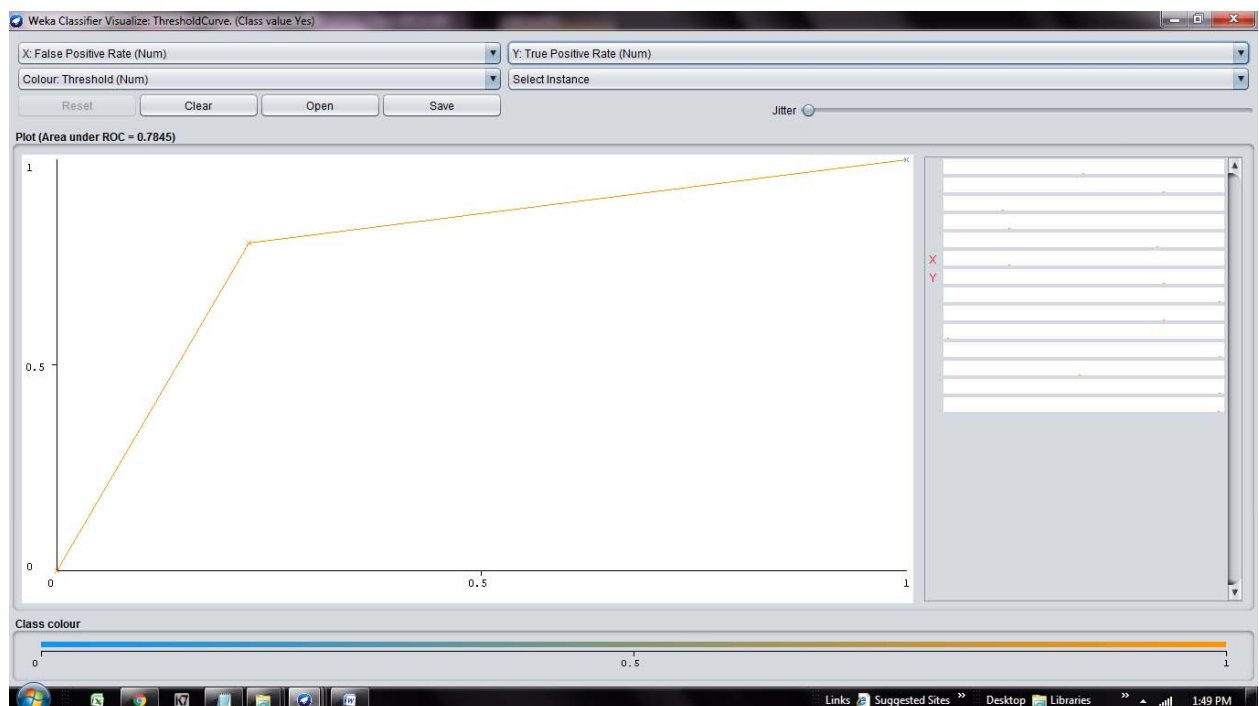 Weka Classifier Visualize: ThresholdCurve. (Class value Yes)
X: False Positive Rate (Num)
Y: True Positive Rate (Num)
Colour: Threshold (Num)
Select Instance
Reset
Clear
Open
Save
Jitter
Plot (Area under ROC = 0.7845)
1
0.5
0
0
0.5
1
X
Y
Class colour
0
0.5
1
Links
Suggested Sites
»
Desktop
Libraries
»
1:49 PM